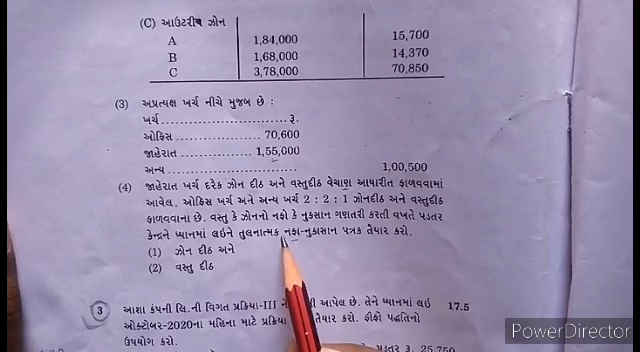 (C) આઉટરીચ ઝોન
A 1,84,000 15,700
B 1,68,000 14,370
C 3,78,000 70,850
(3) અપ્રત્યક્ષ ખર્ચ નીચે મુજબ છે :
ખર્ચ ............................ રૂ.
ઓફિસ .................... 70,600
જાહેરાત .................. 1,55,000
અન્ય ............................ 1,00,500
(4) જાહેરાત ખર્ચ દરેક ઝોન દીઠ અને વસ્તુદીઠ વેચાણ આધારીત ફાળવવામાં
આવેલ. ઓફિસ ખર્ચ અને અન્ય ખર્ચ 2 : 2 : 1 ઝોનદીઠ અને વસ્તુદીઠ
ફાળવવાના છે. વસ્તુ કે ઝોનનો નફો કે નુકસાન ગણતરી કરતી વખતે પડતર
કેન્દ્રને ધ્યાનમાં લઇને તુલનાત્મક નફા-નુકસાન પત્રક તૈયાર કરો.
(1) ઝોન દીઠ અને
(2) વસ્તુ દીઠ
3 આશા કંપની લિ.ની વિગત પ્રક્રિયા-III આપેલ છે. તેને ધ્યાનમાં લઇ 17.5
ઓક્ટોબર-2020ના મહિના માટે પ્રક્રિયા તૈયાર કરો. ફીફો પદ્ધતિનો
ઉપયોગ કરો.
પડતર રૂ. 25,750
PowerDirector